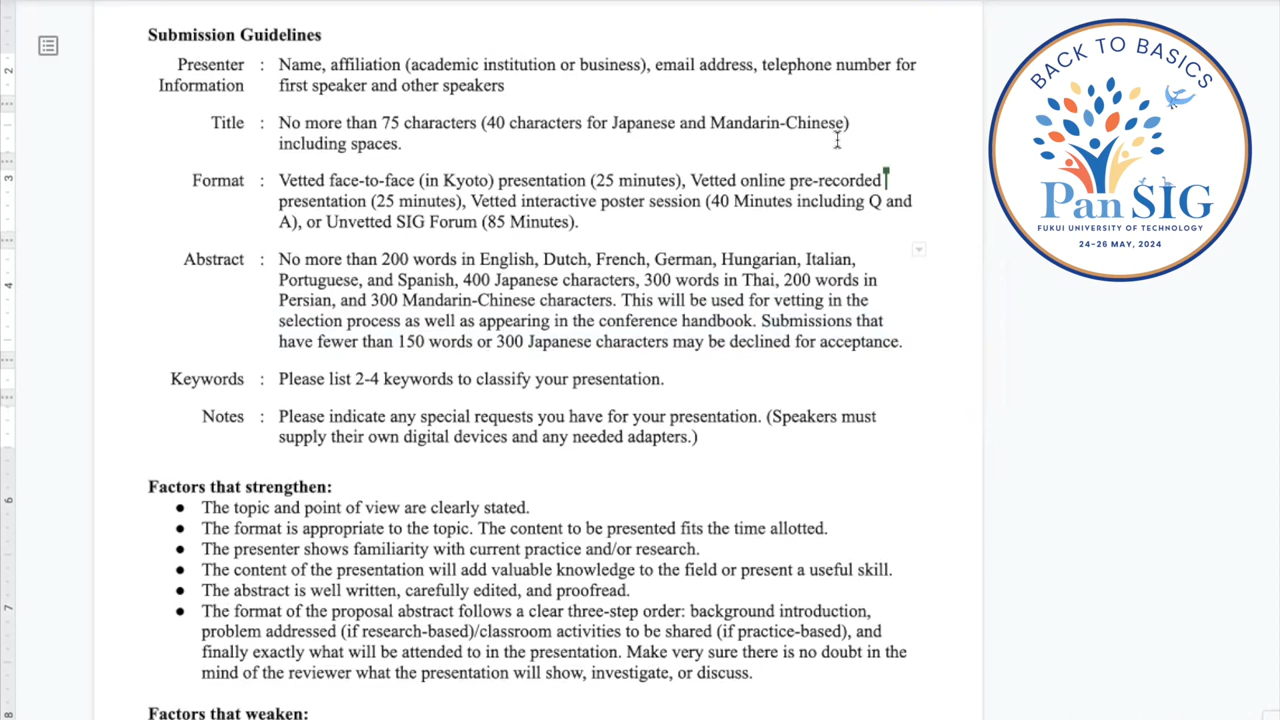 Submission Guidelines
Presenter : Name, affiliation (academic institution or business), email address, telephone number for
Information first speaker and other speakers
Title : No more than 75 characters (40 characters for Japanese and Mandarin-Chinese)
including spaces.
Format : Vetted face-to-face (in Kyoto) presentation (25 minutes), Vetted online pre-recorded
presentation (25 minutes), Vetted interactive poster session (40 Minutes including Q and
A), or Unvetted SIG Forum (85 Minutes).
Abstract : No more than 200 words in English, Dutch, French, German, Hungarian, Italian,
Portuguese, and Spanish, 400 Japanese characters, 300 words in Thai, 200 words in
Persian, and 300 Mandarin-Chinese characters. This will be used for vetting in the
selection process as well as appearing in the conference handbook. Submissions that
have fewer than 150 words or 300 Japanese characters may be declined for acceptance.
Keywords : Please list 2-4 keywords to classify your presentation.
Notes : Please indicate any special requests you have for your presentation. (Speakers must
supply their own digital devices and any needed adapters.)
Factors that strengthen:
● The topic and point of view are clearly stated.
● The format is appropriate to the topic. The content to be presented fits the time allotted.
● The presenter shows familiarity with current practice and/or research.
● The content of the presentation will add valuable knowledge to the field or present a useful skill.
● The abstract is well written, carefully edited, and proofread.
● The format of the proposal abstract follows a clear three-step order: background introduction,
problem addressed (if research-based)/classroom activities to be shared (if practice-based), and
finally exactly what will be attended to in the presentation. Make very sure there is no doubt in the
mind of the reviewer what the presentation will show, investigate, or discuss.
Factors that weaken:
BACK TO BASICS
PanSIG
FUKUI UNIVERSITY OF TECHNOLOGY
24-26 MAY, 2024
2
3
4
6
7
8